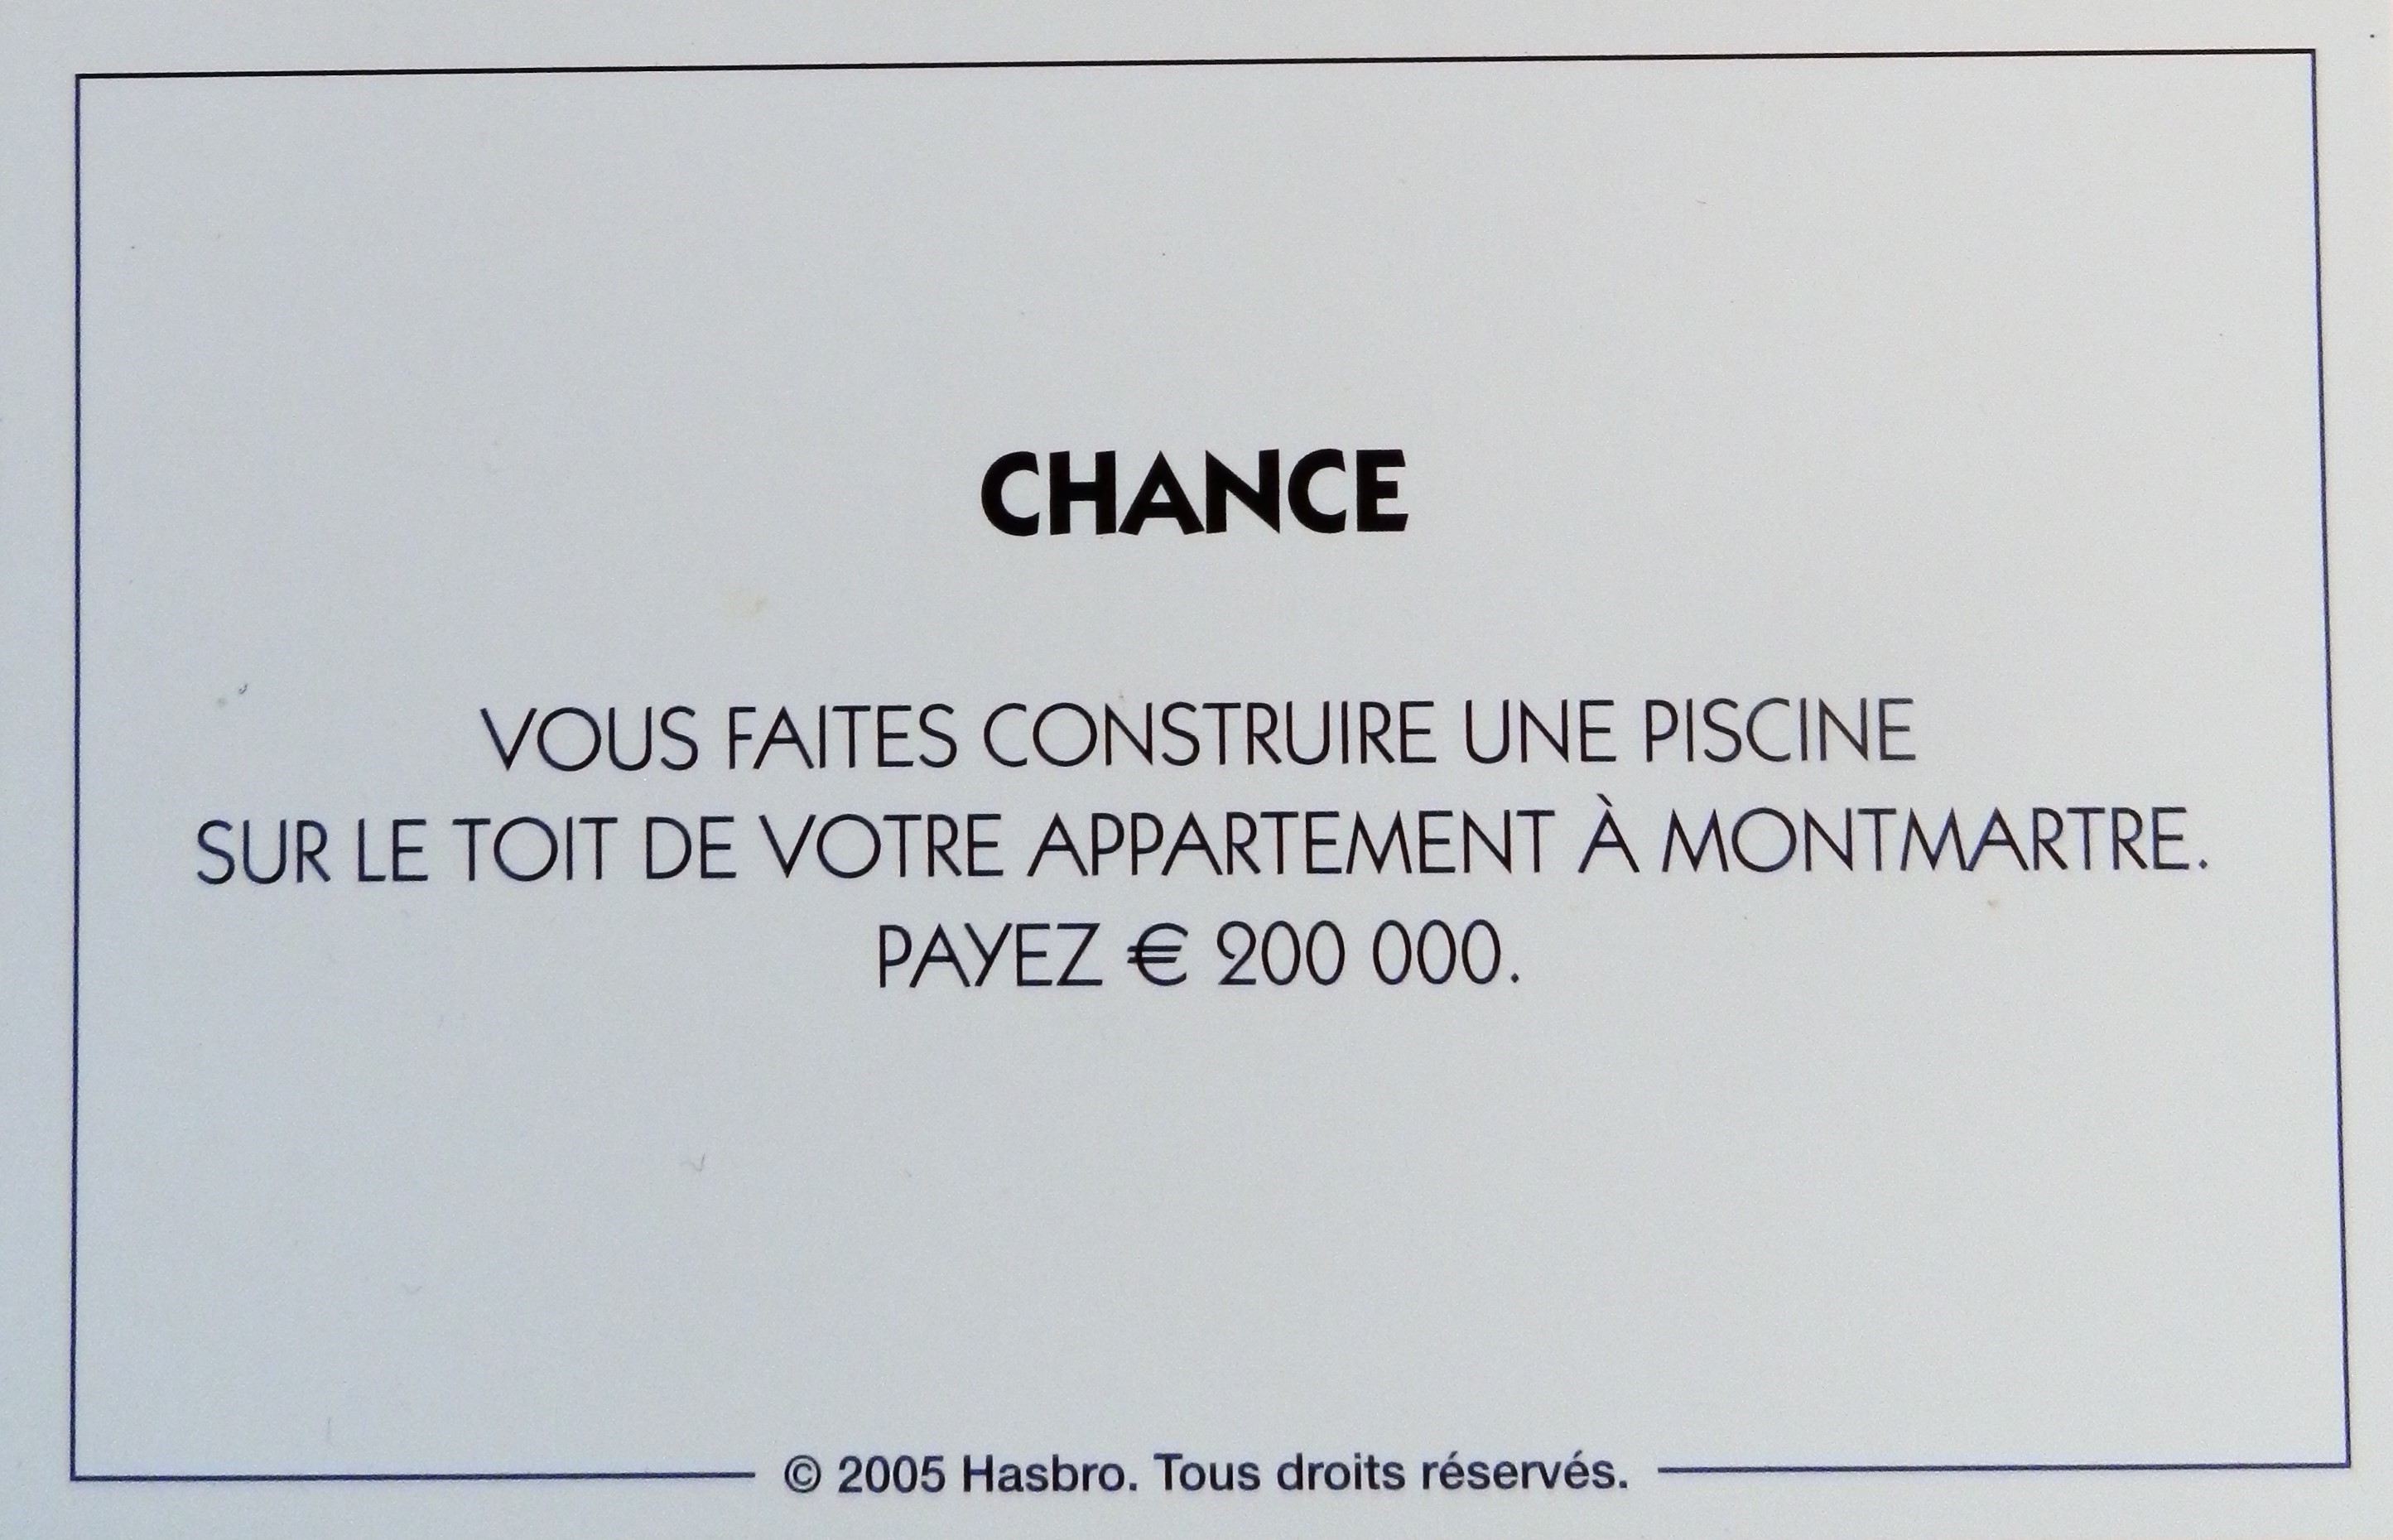 CHANCE
VOUS FAITES CONSTRUIRE UNE PISCINE
SUR LE TOIT DE VOTRE APPARTEMENT À MONTMARTRE.
PAYEZ € 200 000.
© 2005 Hasbro. Tous droits réservés.